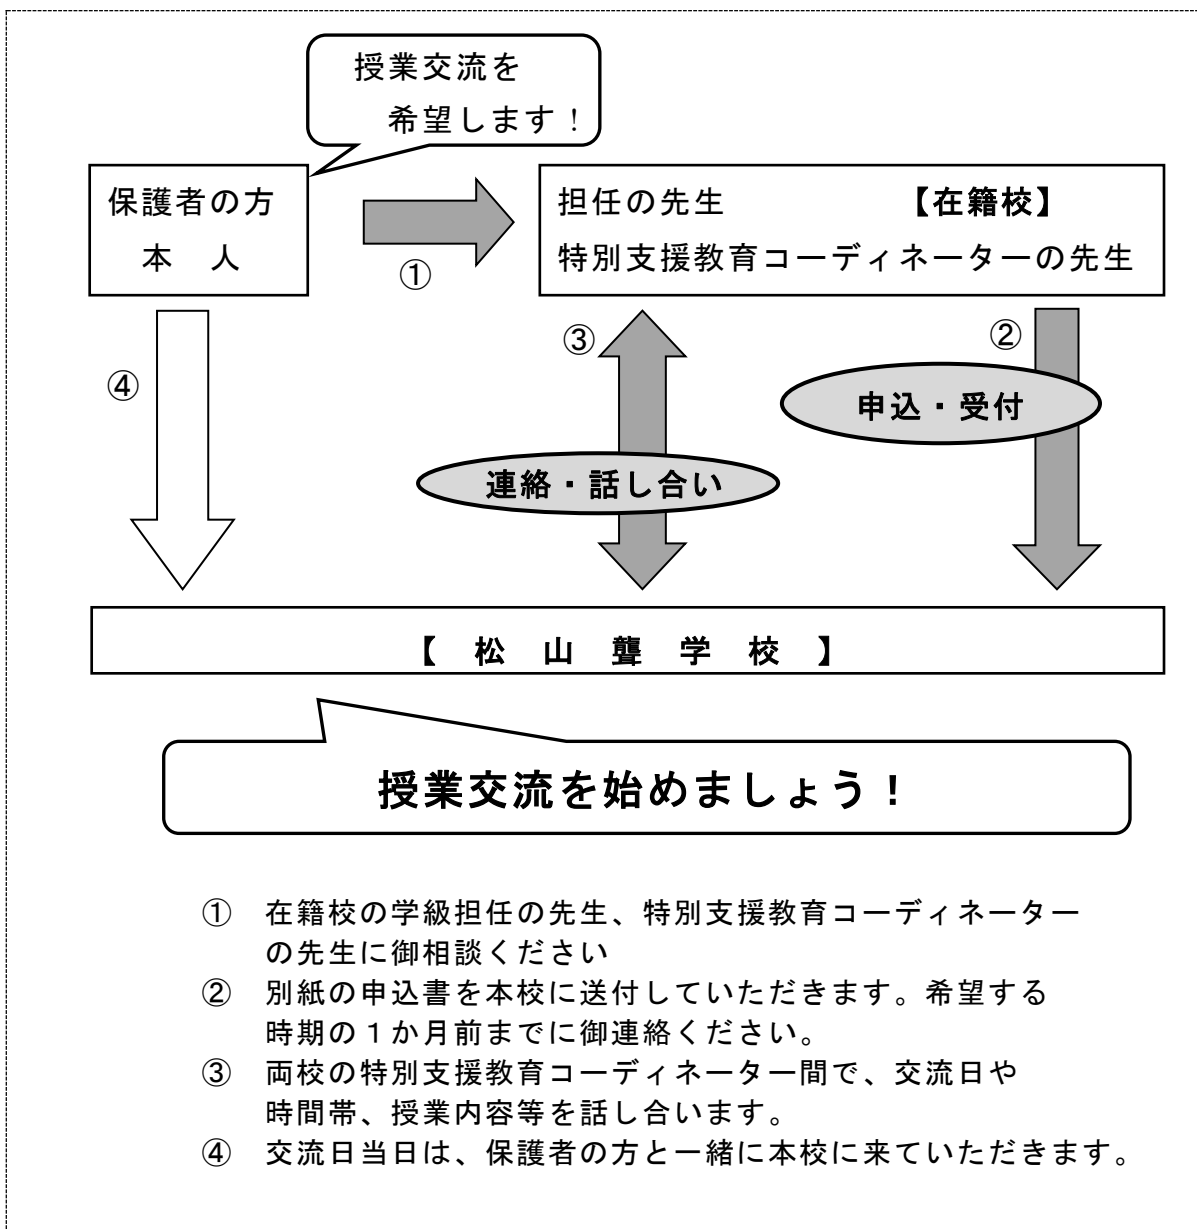 授業交流を
希望します！
保護者の方
本　人
①
担任の先生　　　　　【在籍校】
特別支援教育コーディネーターの先生
③
②
④
申込・受付
連絡・話し合い
【　松　山　聾　学　校　】
授業交流を始めましょう！
①　在籍校の学級担任の先生、特別支援教育コーディネーター
の先生に御相談ください
②　別紙の申込書を本校に送付していただきます。希望する
時期の１か月前までに御連絡ください。
③　両校の特別支援教育コーディネーター間で、交流日や
時間帯、授業内容等を話し合います。
④　交流日当日は、保護者の方と一緒に本校に来ていただきます。